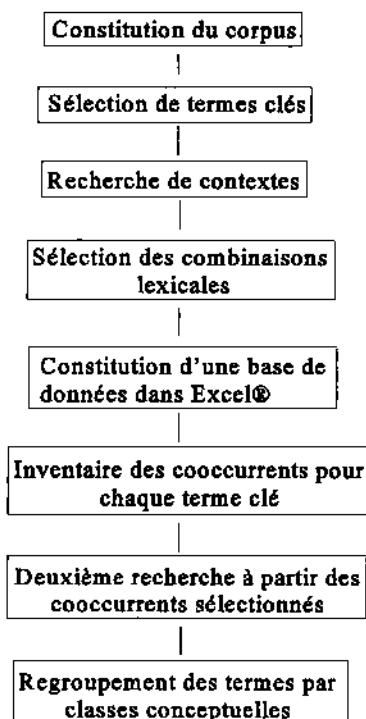 Constitution du corpus
Sélection de termes clés
Recherche de contextes
Sélection des combinaisons
lexicales
Constitution d'une base de
données dans Excel®
Inventaire des cooccurrents pour
chaque terme clé
Deuxième recherche à partir des
cooccurrents sélectionnés
Regroupement des termes par
classes conceptuelles